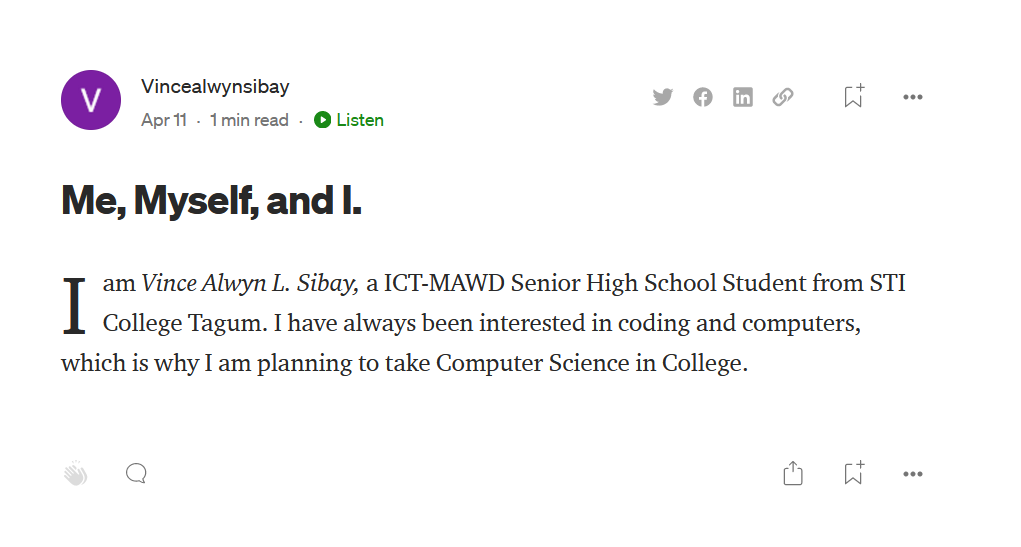 V
Vincealwynsibay
Apr 11 · 1 min read · Listen
Me, Myself, and I.
I am Vince Alwyn L. Sibay, a ICT-MAWD Senior High School Student from STI
College Tagum. I have always been interested in coding and computers,
which is why I am planning to take Computer Science in College.